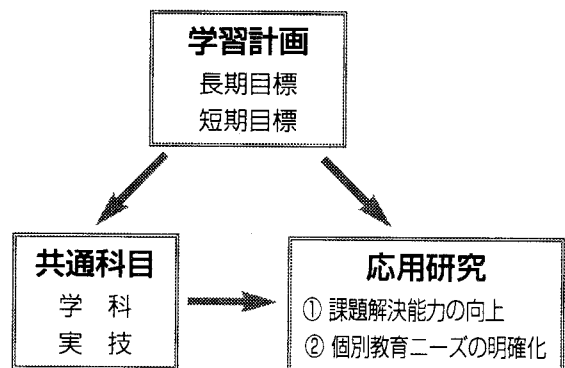 学習計画
長期目標
短期目標
共通科目
学 科
実 技
応用研究
① 課題解決能力の向上
② 個別教育ニーズの明確化